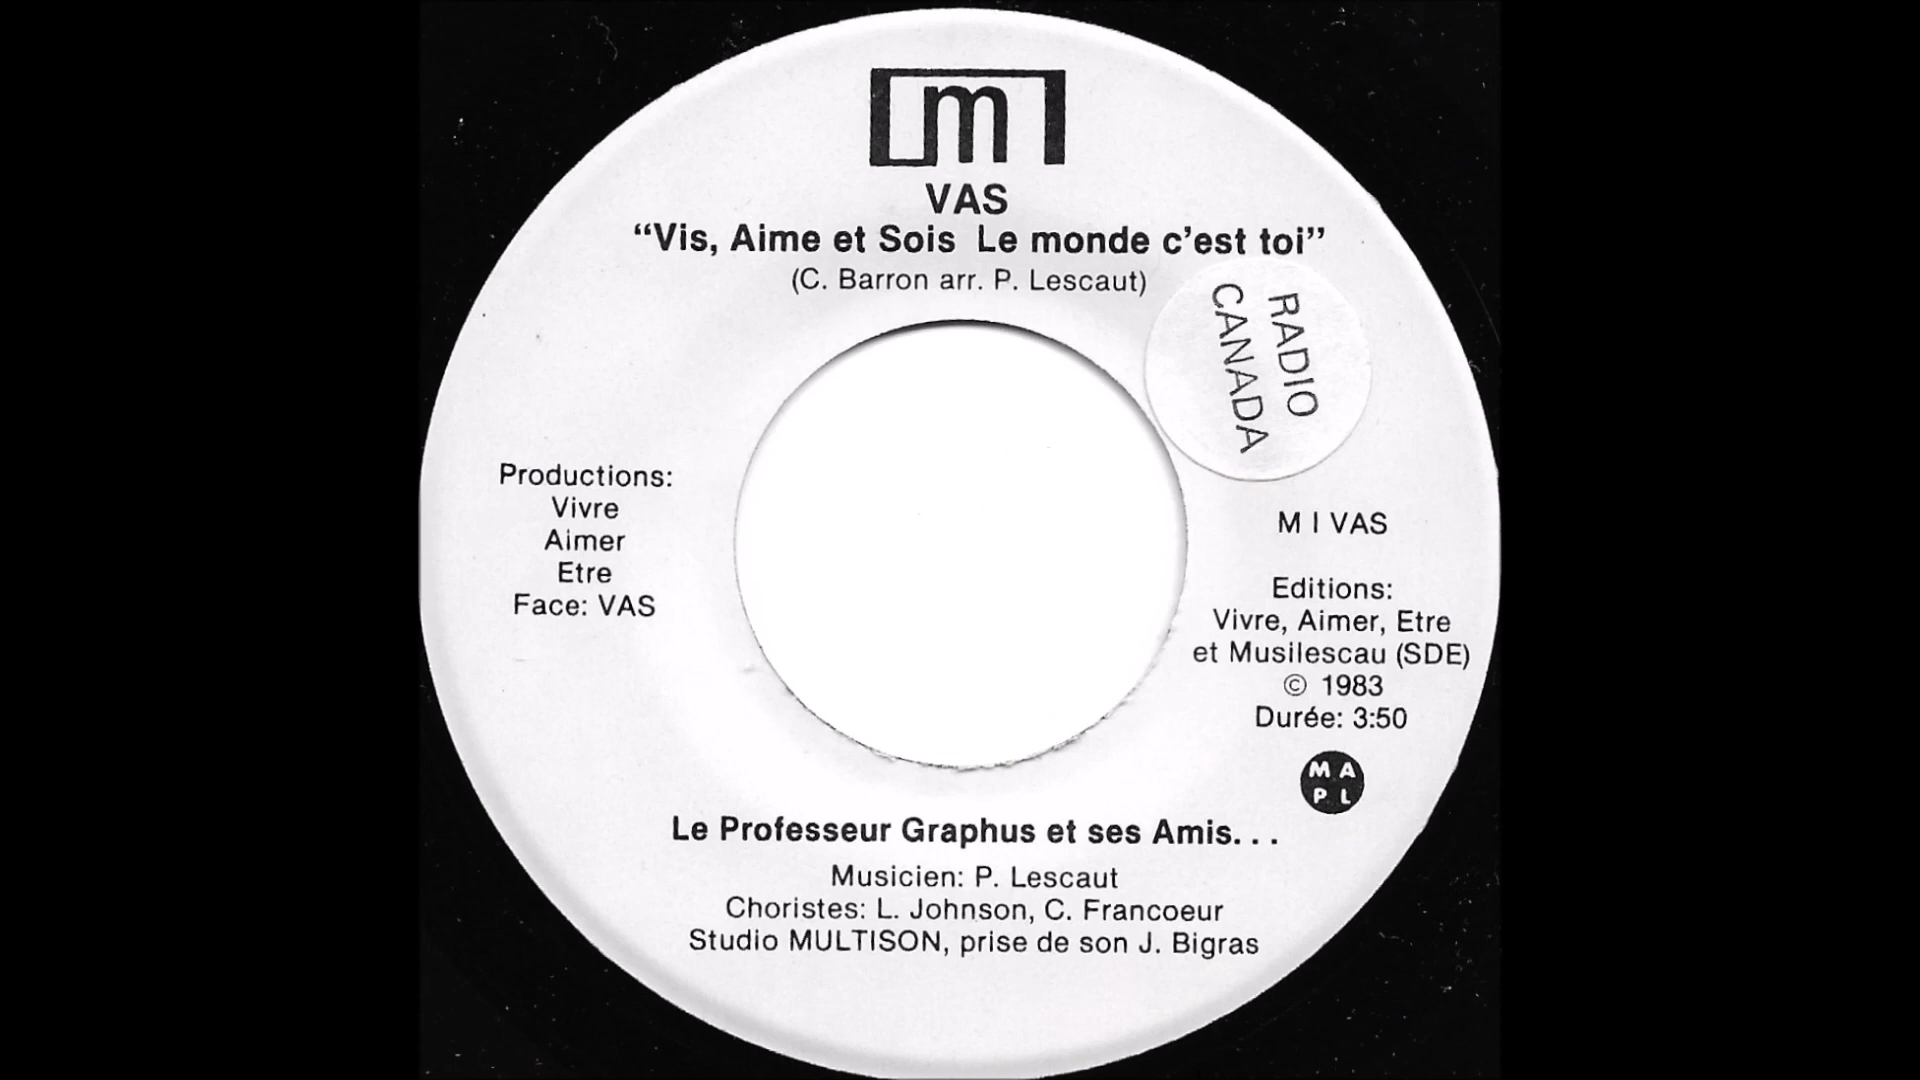 m
VAS
“Vis, Aime et Sois Le monde c’est toi”
(C. Barron arr. P. Lescaut)
RADIO
CANADA
Productions:
Vivre
Aimer
Etre
Face: VAS
M I VAS
Editions:
Vivre, Aimer, Etre
et Musilescau (SDE)
© 1983
Durée: 3:50
M A
P L
Le Professeur Graphus et ses Amis...
Musicien: P. Lescaut
Choristes: L. Johnson, C. Francoeur
Studio MULTISON, prise de son J. Bigras